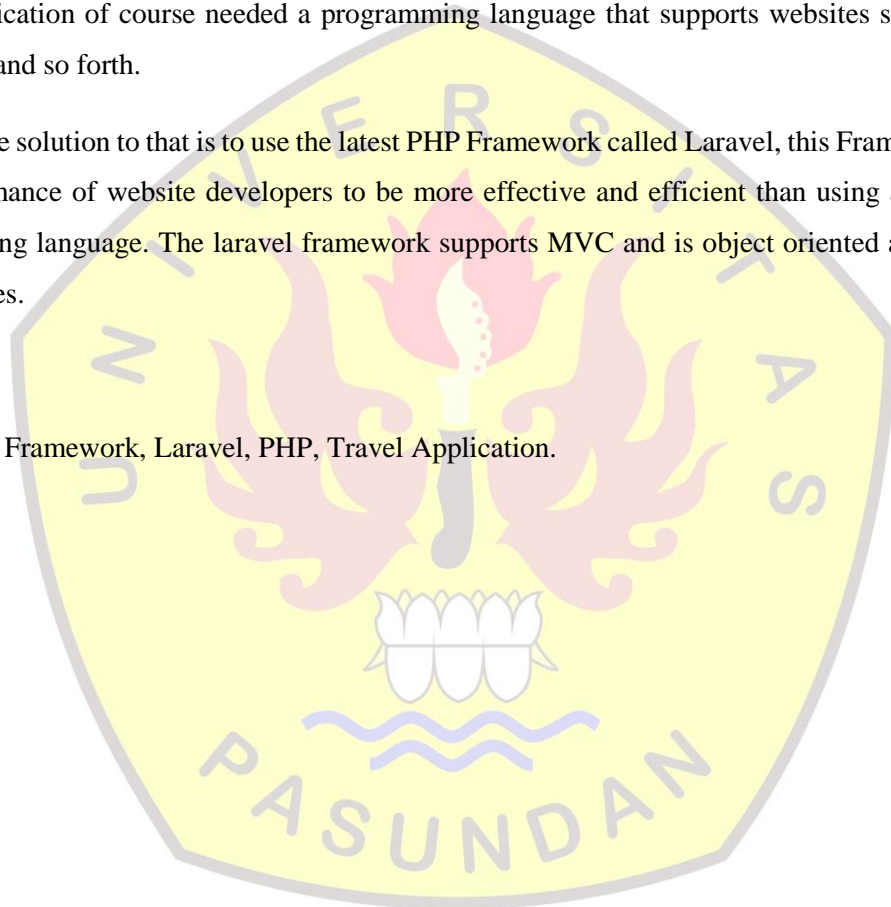 ication of course needed a programming language that supports websites s
and so forth.
e solution to that is to use the latest PHP Framework called Laravel, this Fram
nance of website developers to be more effective and efficient than using a
ng language. The laravel framework supports MVC and is object oriented a
es.
Framework, Laravel, PHP, Travel Application.
UNIVERSITAS
PASUNDAN